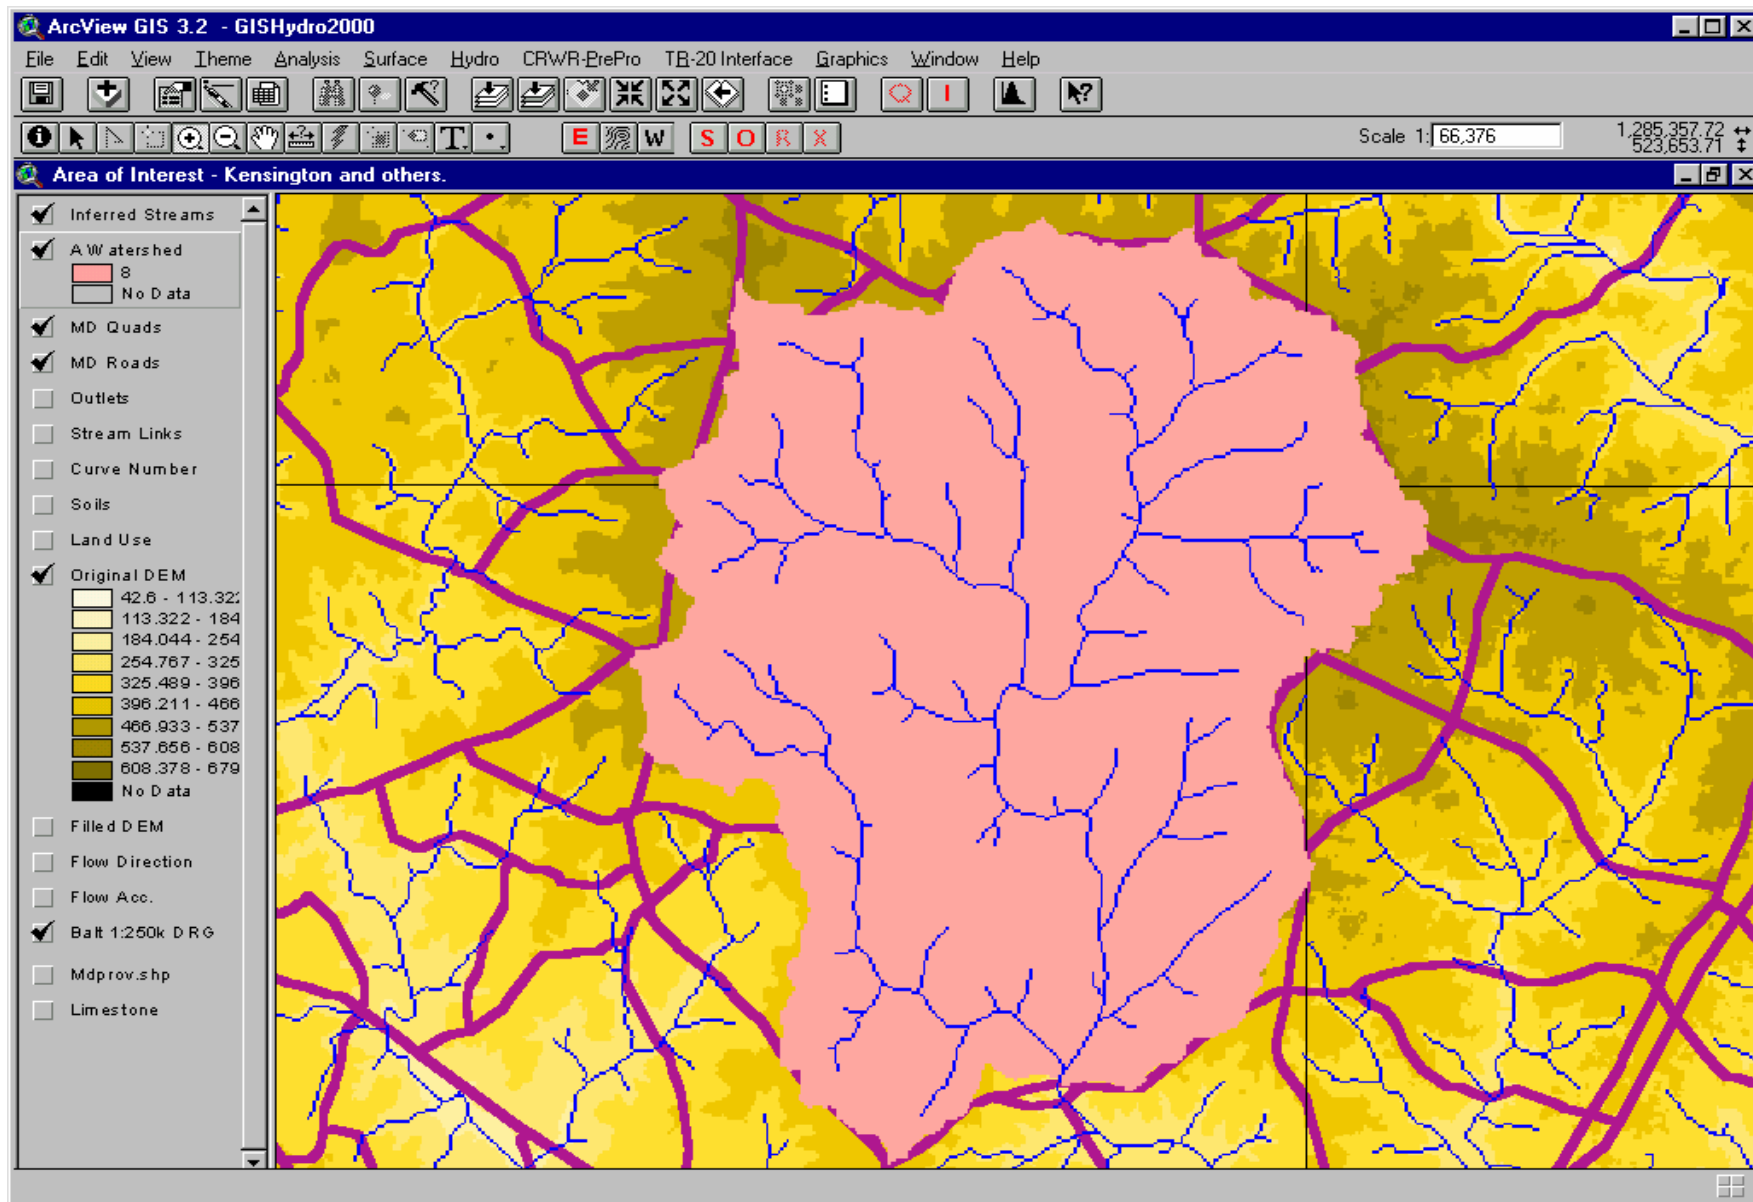 ArcView GIS 3.2 - GISHydro2000
File Edit View Theme Analysis Surface Hydro CRWR-PrePro TR-20 Interface Graphics Window Help
Q I
T E W S O R X Scale 1: 66,376 1,285,357.72
523,653.71
Area of Interest - Kensington and others.
Inferred Streams
A Watershed
8
No Data
MD Quads
MD Roads
Outlets
Stream Links
Curve Number
Soils
Land Use
Original DEM
42.6 - 113.322
113.322 - 184
184.044 - 254
254.767 - 325
325.489 - 396
396.211 - 466
466.933 - 537
537.656 - 608
608.378 - 679
No Data
Filled DEM
Flow Direction
Flow Acc.
Balt 1:250k DRG
Mdprov.shp
Limestone